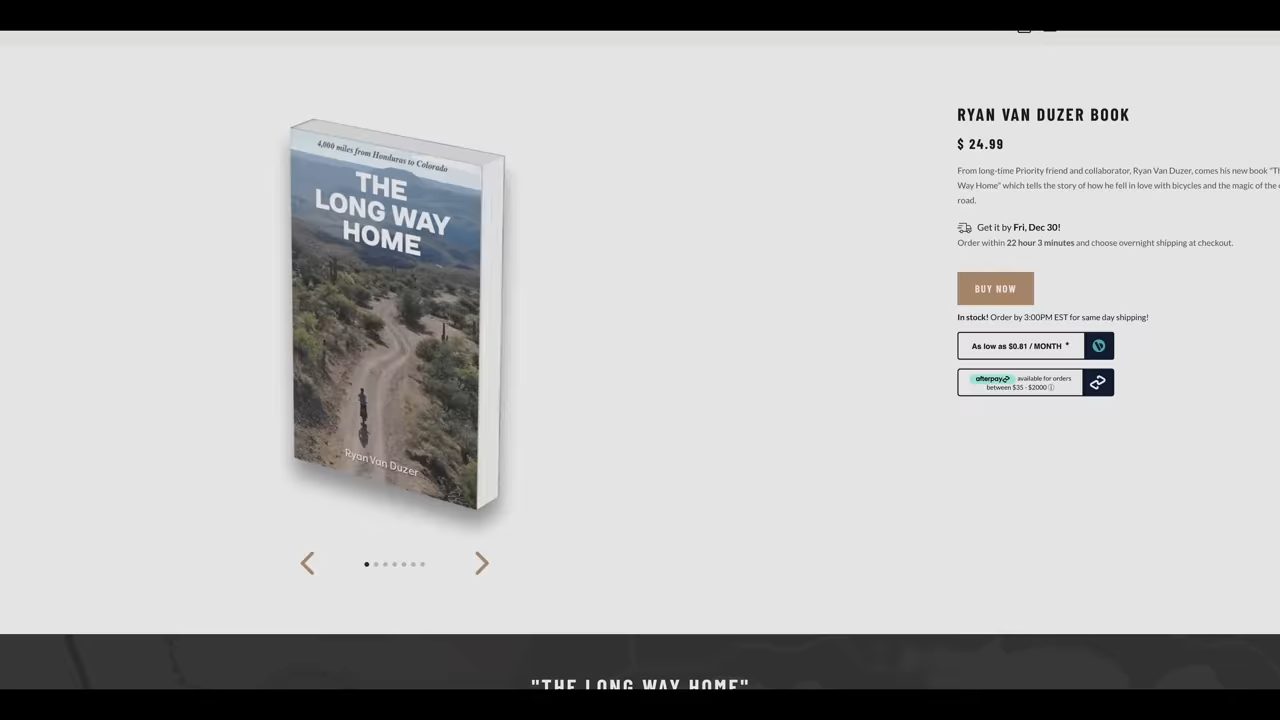 4,000 miles from Honduras to Colorado
THE
LONG WAY
HOME
Ryan Van Duzer
RYAN VAN DUZER BOOK
$ 24.99
From long-time Priority friend and collaborator, Ryan Van Duzer, comes his new book
Way Home" which tells the story of how he fell in love with bicycles and the magic of the
road.
Get it by Fri, Dec 30!
Order within 22 hour 3 minutes and choose overnight shipping at checkout.
BUY NOW
In stock! Order by 3:00PM EST for same day shipping!
As low as $0.81 / MONTH *
afterpay available for orders
between $35 - $2000 ⓘ
"THE LONG WAY HOME"